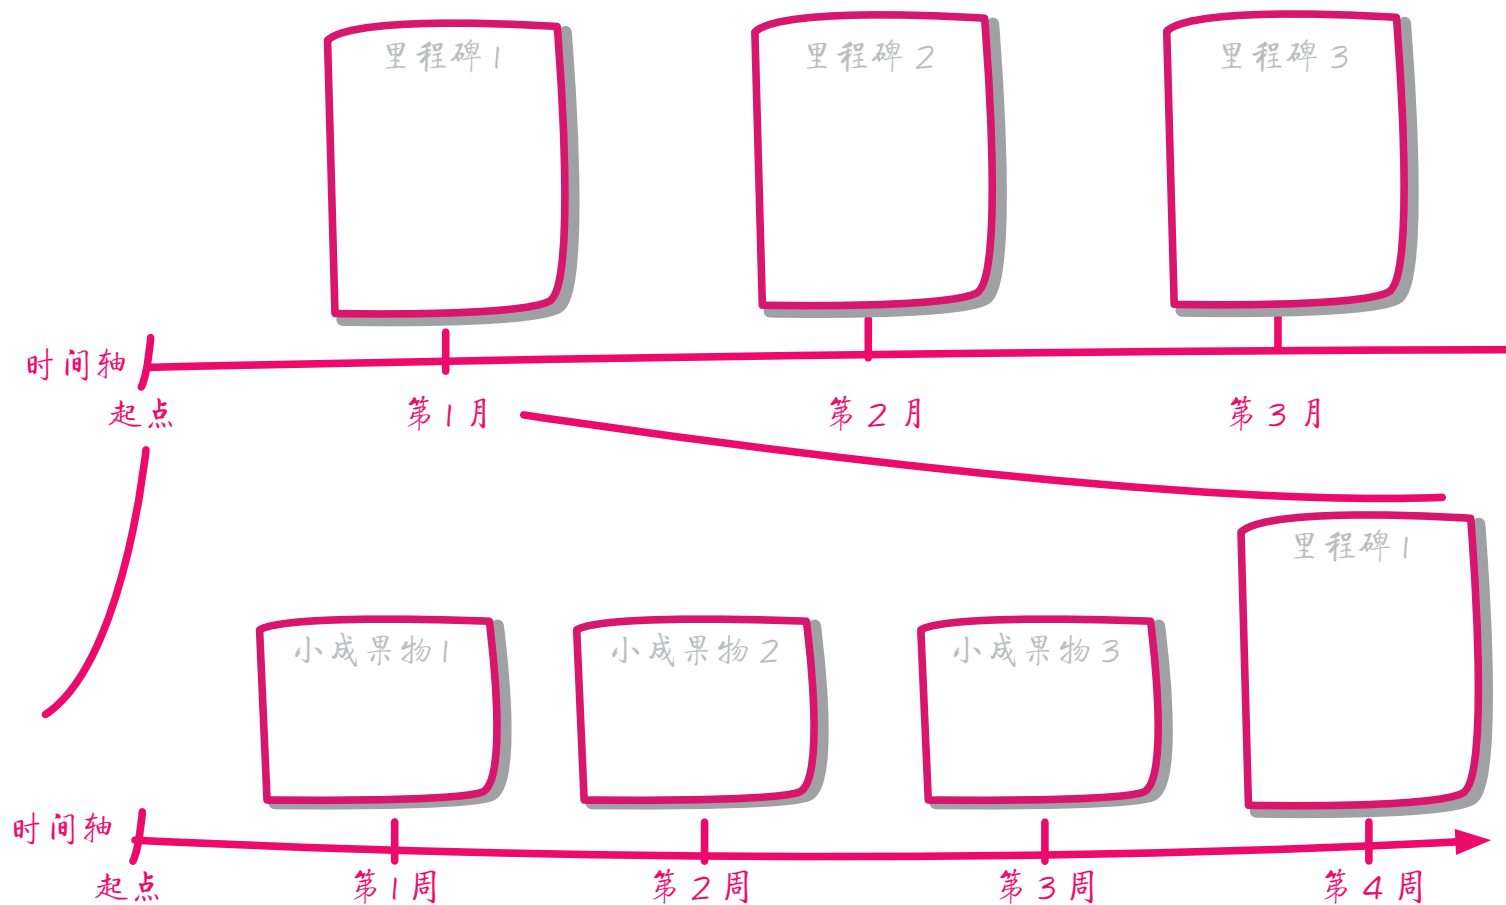 里程碑1
里程碑2
里程碑3
时间轴
起点
第1月
第2月
第3月
里程碑1
小成果物1
小成果物2
小成果物3
时间轴
起点
第1周
第2周
第3周
第4周